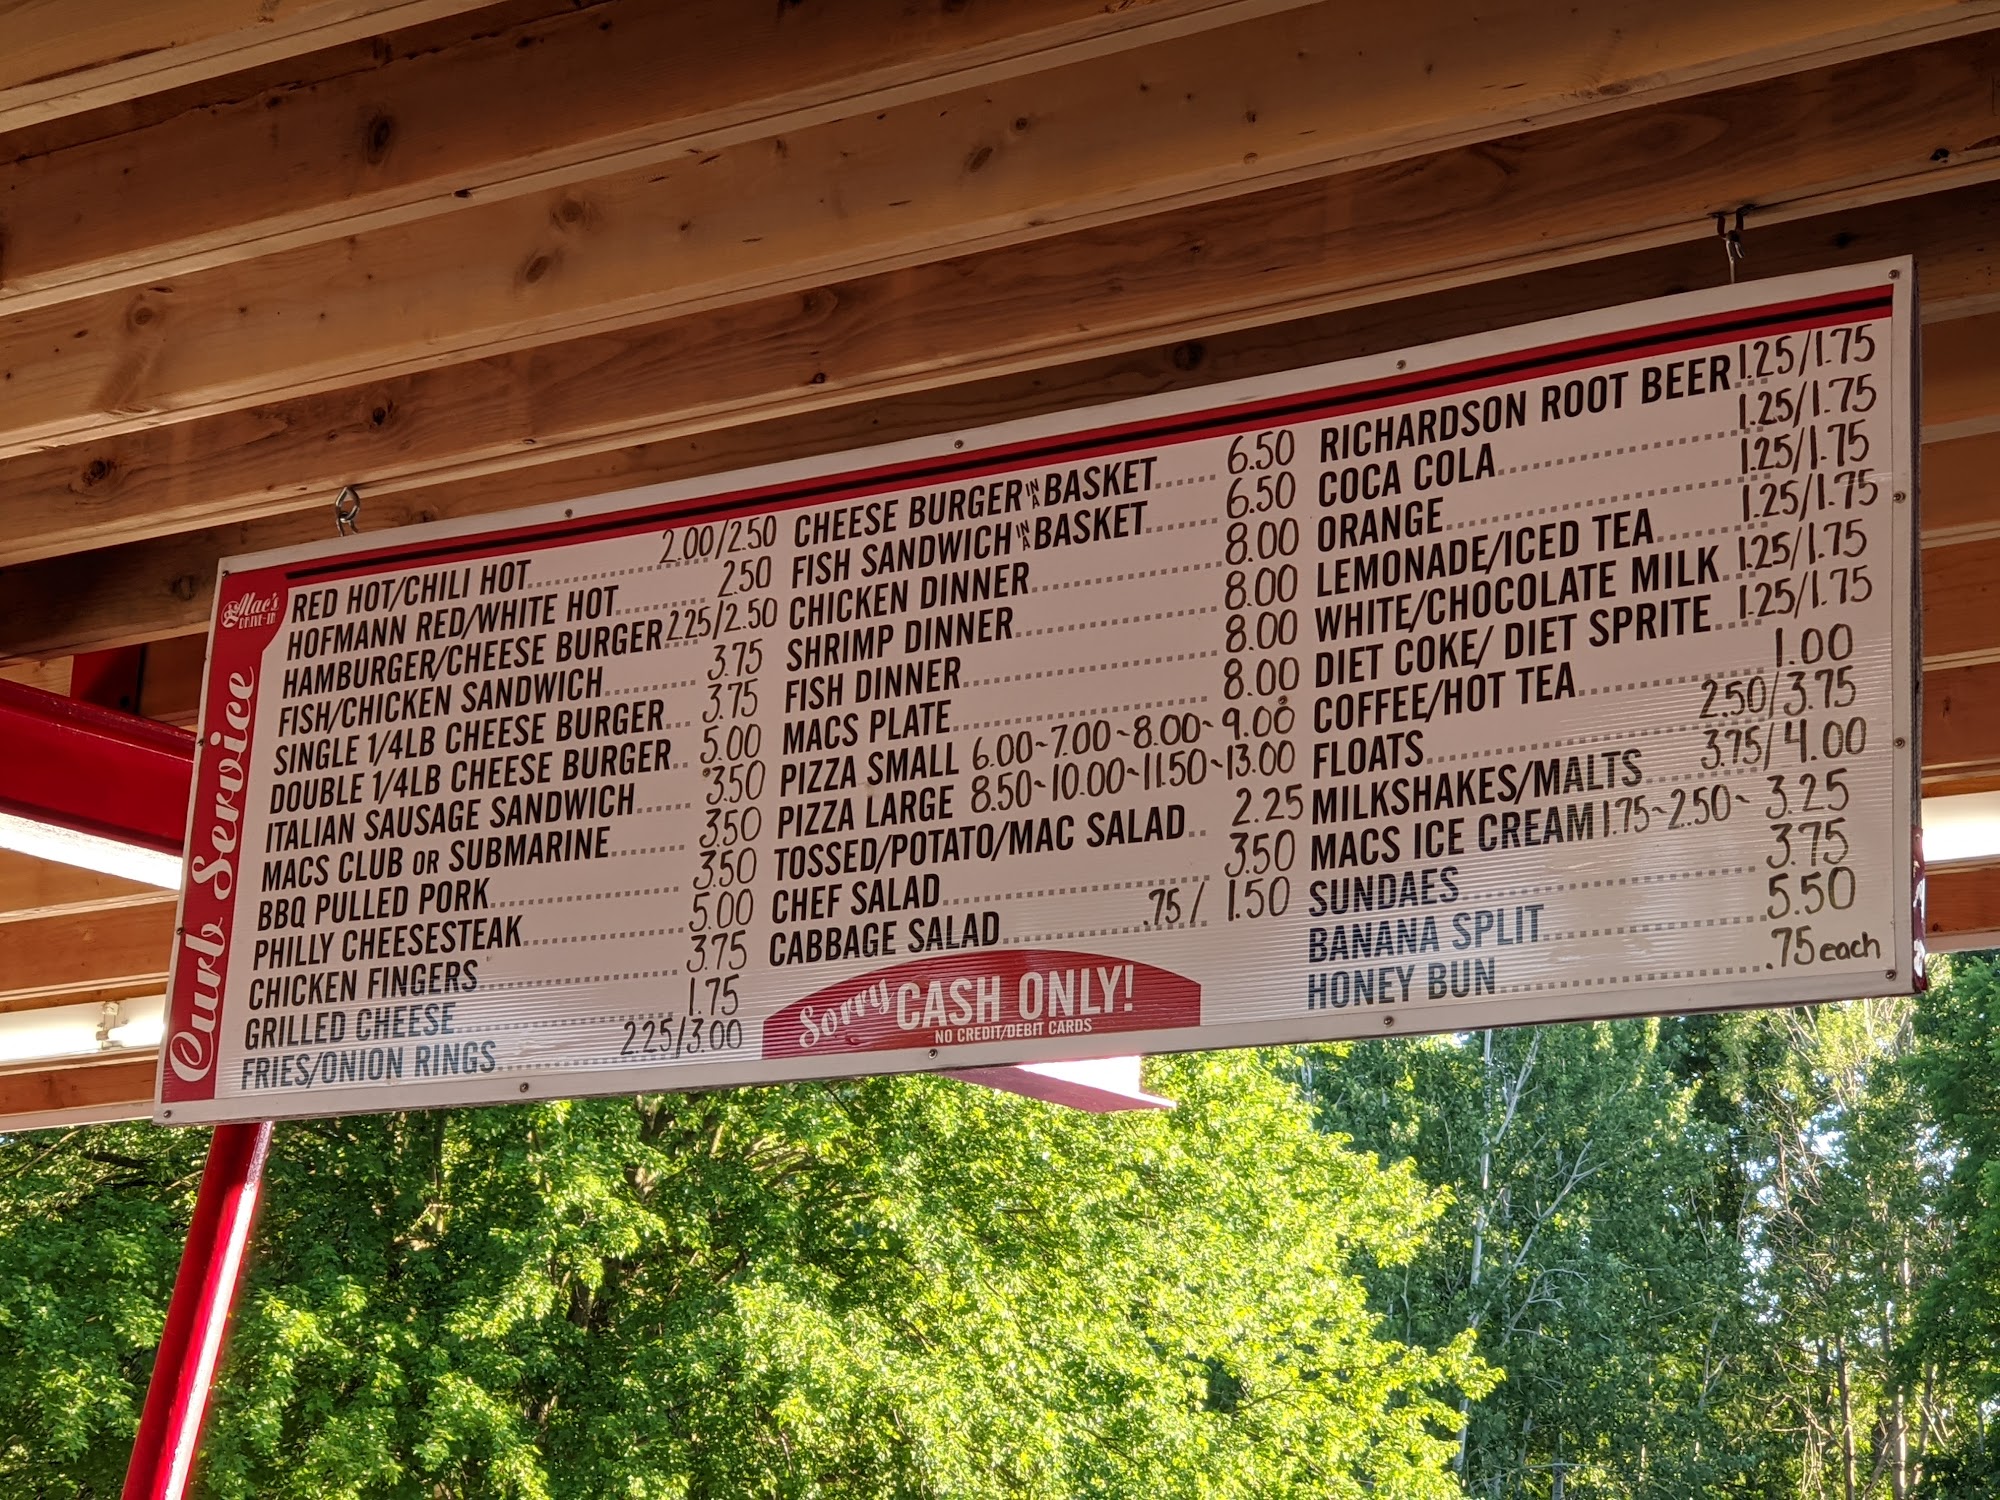 Mac's
DRIVE-IN
Curb Service
RED HOT/CHILI HOT 2.00/2.50
HOFMANN RED/WHITE HOT 2.50
HAMBURGER/CHEESE BURGER 2.25/2.50
FISH/CHICKEN SANDWICH 3.75
SINGLE 1/4LB CHEESE BURGER 3.75
DOUBLE 1/4LB CHEESE BURGER 5.00
ITALIAN SAUSAGE SANDWICH 3.50
MACS CLUB OR SUBMARINE 3.50
BBQ PULLED PORK 3.50
PHILLY CHEESESTEAK 5.00
CHICKEN FINGERS 3.75
GRILLED CHEESE 1.75
FRIES/ONION RINGS 2.25/3.00
CHEESE BURGER IN A BASKET 6.50
FISH SANDWICH IN A BASKET 6.50
CHICKEN DINNER 8.00
SHRIMP DINNER 8.00
FISH DINNER 8.00
MACS PLATE 8.00
PIZZA SMALL 6.00~7.00~8.00~9.00
PIZZA LARGE 8.50~10.00~11.50~13.00
TOSSED/POTATO/MAC SALAD 2.25
CHEF SALAD 3.50
CABBAGE SALAD .75/1.50
Sorry CASH ONLY!
NO CREDIT/DEBIT CARDS
RICHARDSON ROOT BEER 1.25/1.75
COCA COLA 1.25/1.75
ORANGE 1.25/1.75
LEMONADE/ICED TEA 1.25/1.75
WHITE/CHOCOLATE MILK 1.25/1.75
DIET COKE/ DIET SPRITE 1.25/1.75
COFFEE/HOT TEA 1.00
FLOATS 2.50/3.75
MILKSHAKES/MALTS 3.75/4.00
MACS ICE CREAM 1.75~2.50~3.25
SUNDAES 3.75
BANANA SPLIT 5.50
HONEY BUN .75 each